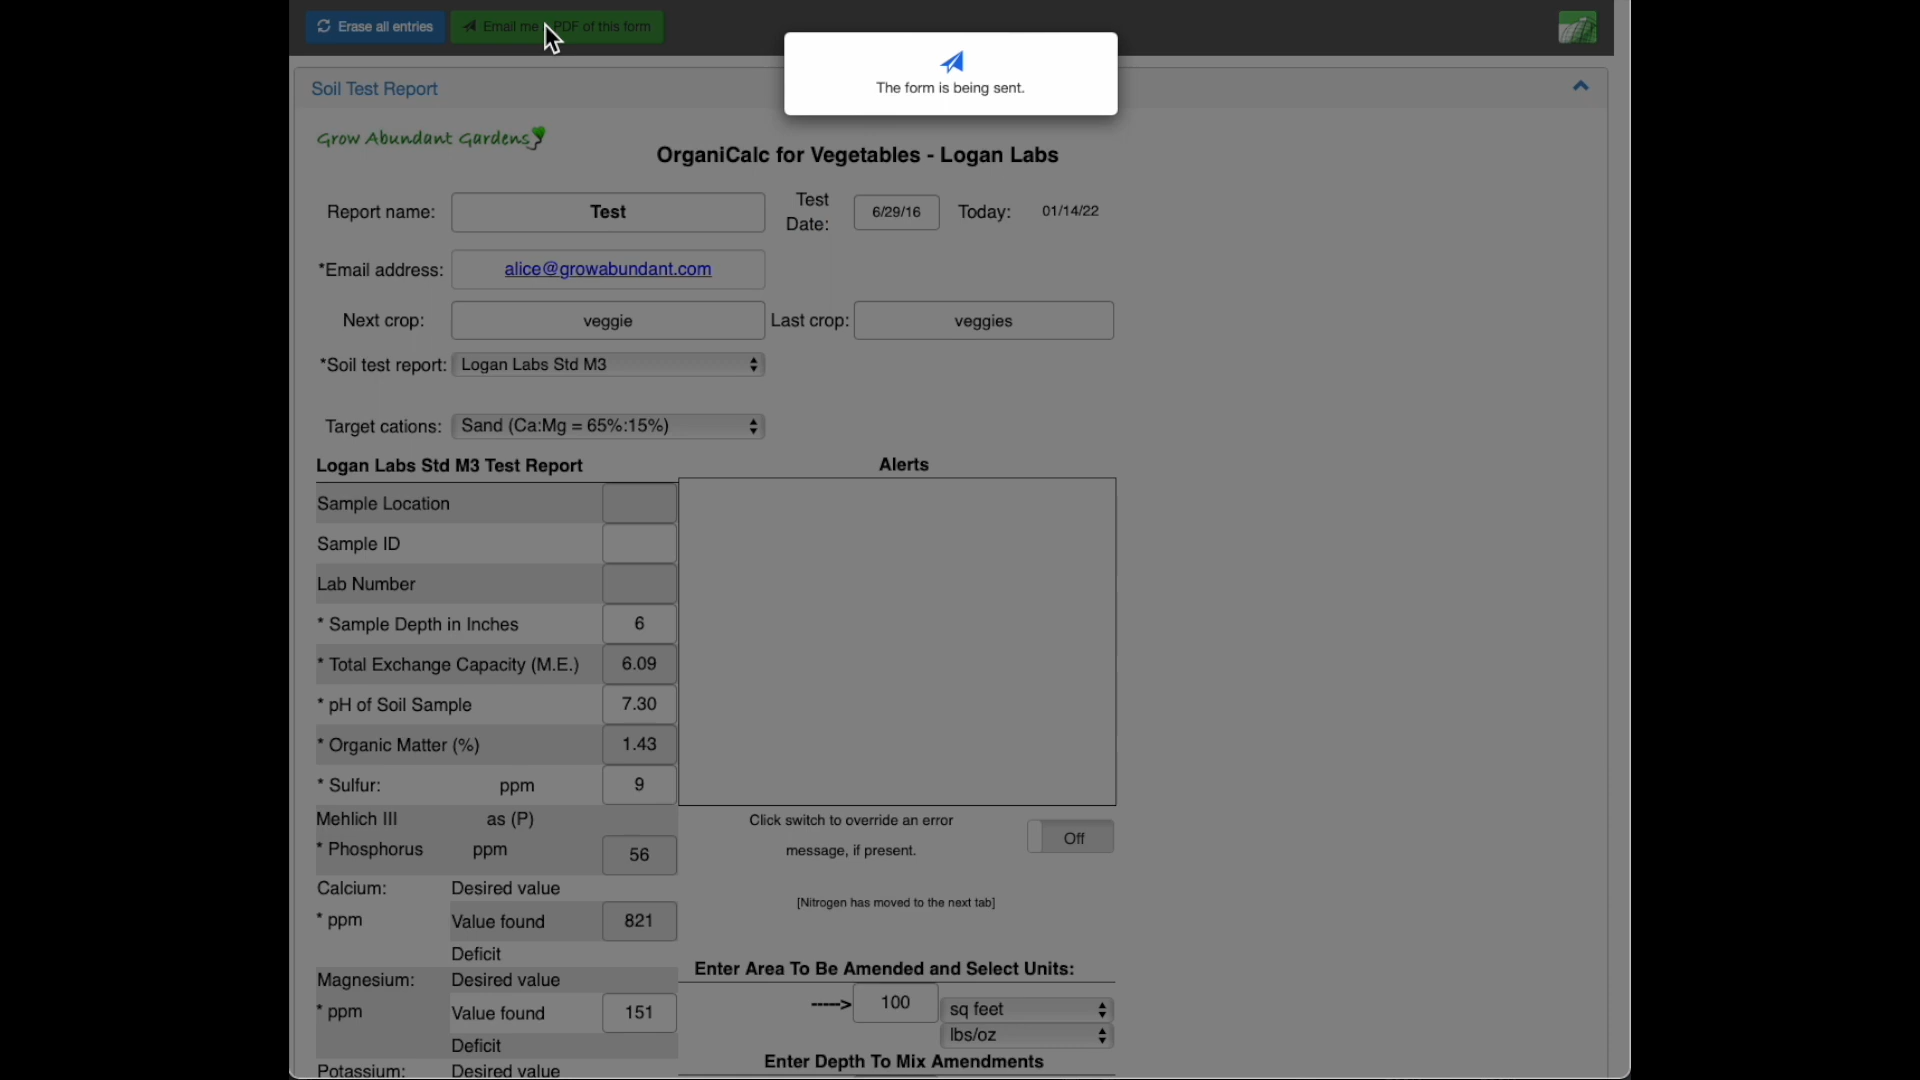 Erase all entries
Email me PDF of this form
The form is being sent.
Soil Test Report
Grow Abundant Gardens
OrganiCalc for Vegetables - Logan Labs
Report name: Test
Test Date: 6/29/16
Today: 01/14/22
*Email address: alice@growabundant.com
Next crop: veggie
Last crop: veggies
*Soil test report: Logan Labs Std M3
Target cations: Sand (Ca:Mg = 65%:15%)
Logan Labs Std M3 Test Report
Alerts
Sample Location
Sample ID
Lab Number
* Sample Depth in Inches 6
* Total Exchange Capacity (M.E.) 6.09
* pH of Soil Sample 7.30
* Organic Matter (%) 1.43
* Sulfur: ppm 9
Mehlich III as (P)
* Phosphorus ppm 56
Click switch to override an error
message, if present.
Off
Calcium: Desired value
* ppm Value found 821
Deficit
[Nitrogen has moved to the next tab]
Magnesium: Desired value
* ppm Value found 151
Deficit
Potassium: Desired value
Enter Area To Be Amended and Select Units:
-----> 100 sq feet
lbs/oz
Enter Depth To Mix Amendments